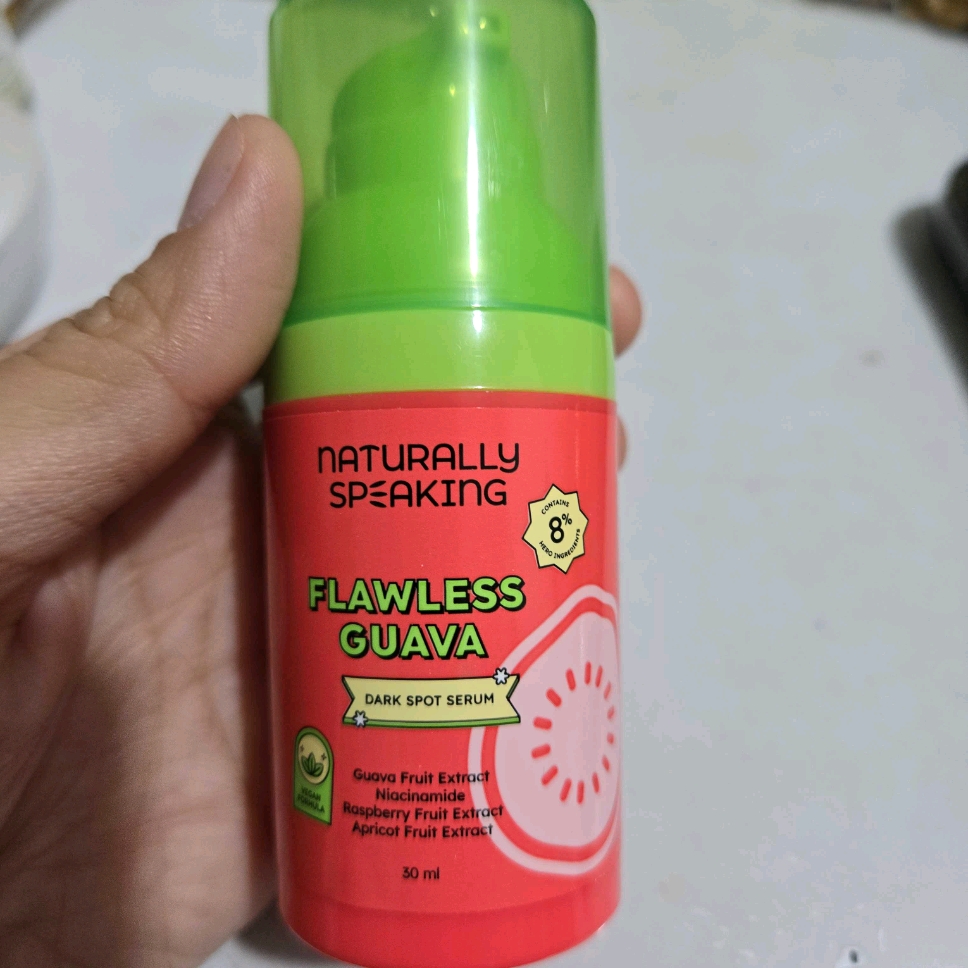 NATURALLY
SPEAKING
CONTAINS
8%
HERO INGREDIENTS
FLAWLESS
GUAVA
DARK SPOT SERUM
VEGAN
FORMULA
Guava Fruit Extract
Niacinamide
Raspberry Fruit Extract
Apricot Fruit Extract
30 ml